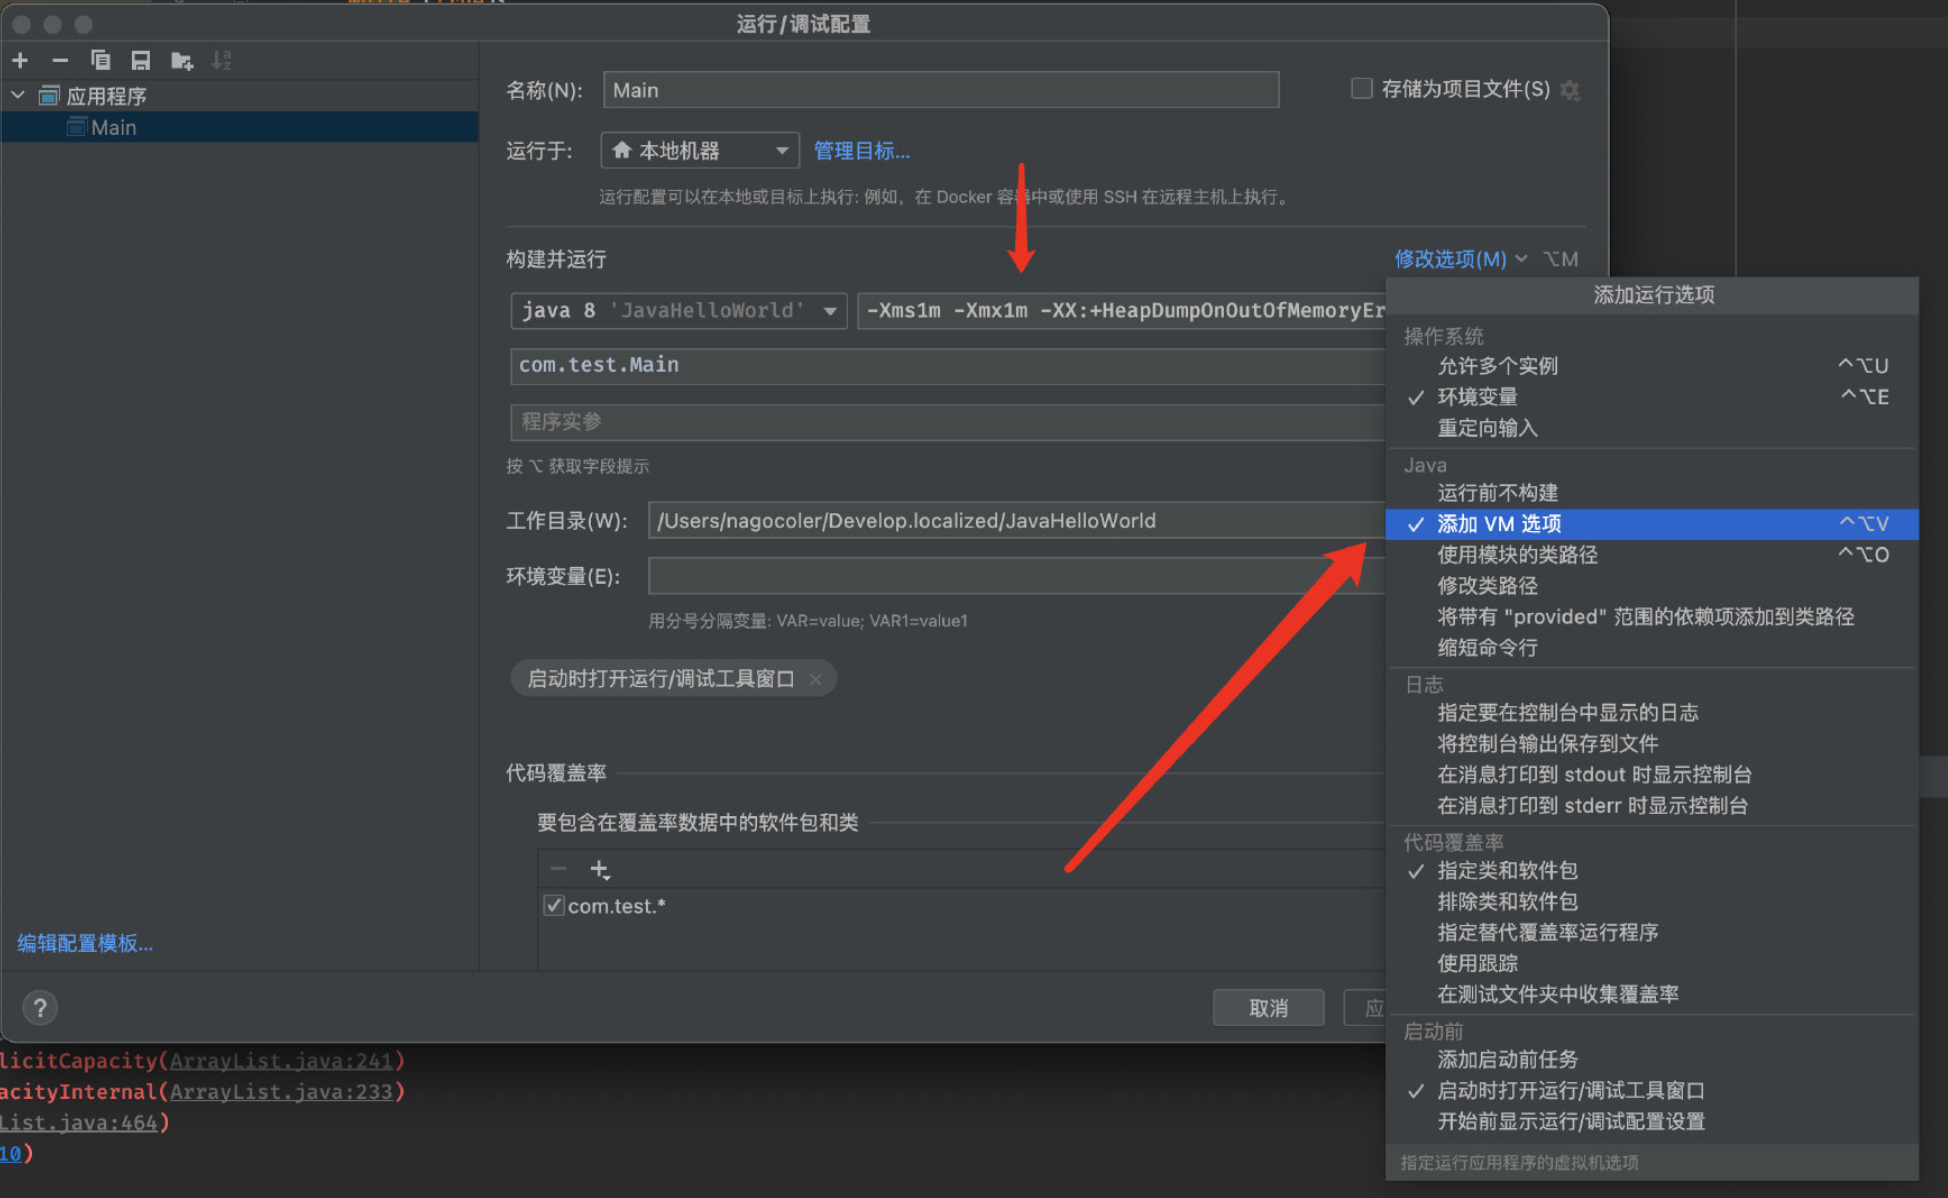 运行/调试配置
应用程序
Main
编辑配置模板...
?
名称(N):
Main
存储为项目文件(S)
运行于:
本地机器
管理目标...
运行配置可以在本地或目标上执行: 例如，在 Docker 容器中或使用 SSH 在远程主机上执行。
构建并运行
修改选项(M)
⌥M
java 8 'JavaHelloWorld'
-Xms1m -Xmx1m -XX:+HeapDumpOnOutOfMemoryEr
com.test.Main
程序实参
按 ⌥ 获取字段提示
工作目录(W):
/Users/nagocoler/Develop.localized/JavaHelloWorld
环境变量(E):
用分号分隔变量: VAR=value; VAR1=value1
启动时打开运行/调试工具窗口 ×
代码覆盖率
要包含在覆盖率数据中的软件包和类
com.test.*
取消
应
添加运行选项
操作系统
允许多个实例 ^⌥U
环境变量 ^⌥E
重定向输入
Java
运行前不构建
添加 VM 选项 ^⌥V
使用模块的类路径 ^⌥O
修改类路径
将带有 "provided" 范围的依赖项添加到类路径
缩短命令行
日志
指定要在控制台中显示的日志
将控制台输出保存到文件
在消息打印到 stdout 时显示控制台
在消息打印到 stderr 时显示控制台
代码覆盖率
指定类和软件包
排除类和软件包
指定替代覆盖率运行程序
使用跟踪
在测试文件夹中收集覆盖率
启动前
添加启动前任务
启动时打开运行/调试工具窗口
开始前显示运行/调试配置设置
指定运行应用程序的虚拟机选项
licitCapacity(ArrayList.java:241)
acityInternal(ArrayList.java:233)
List.java:464)
10)